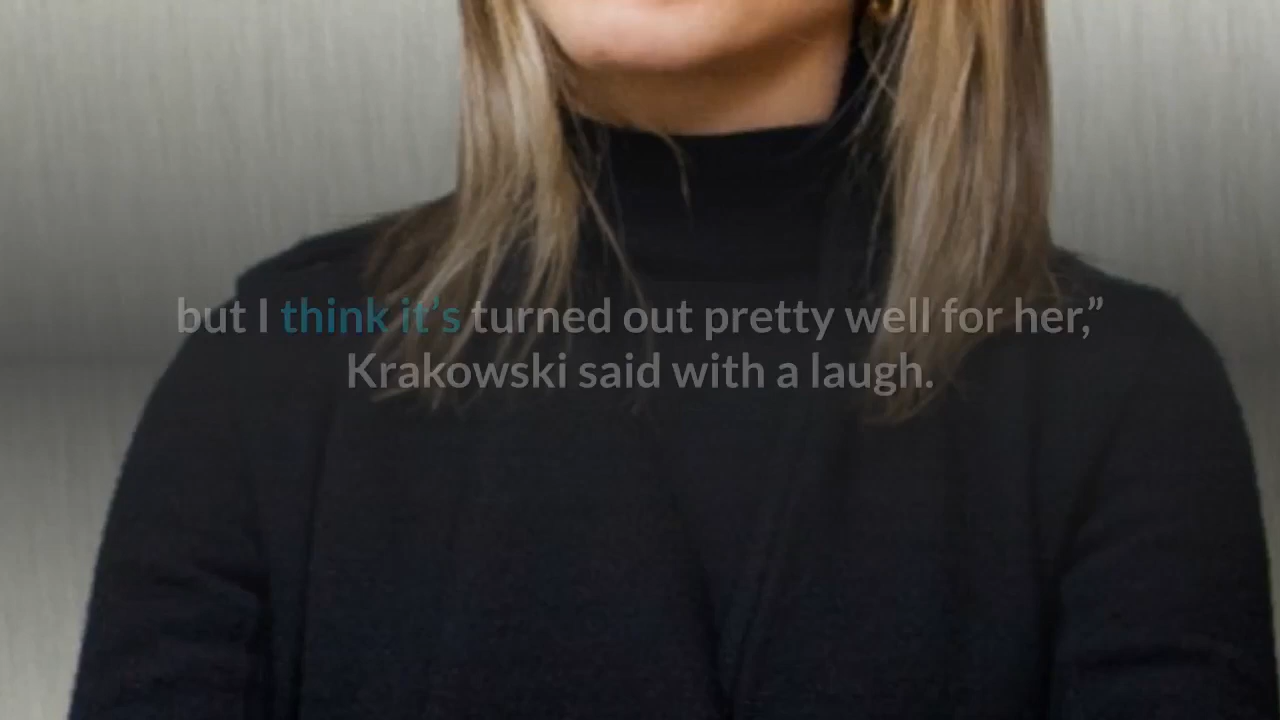 but I think it’s turned out pretty well for her,”
Krakowski said with a laugh.